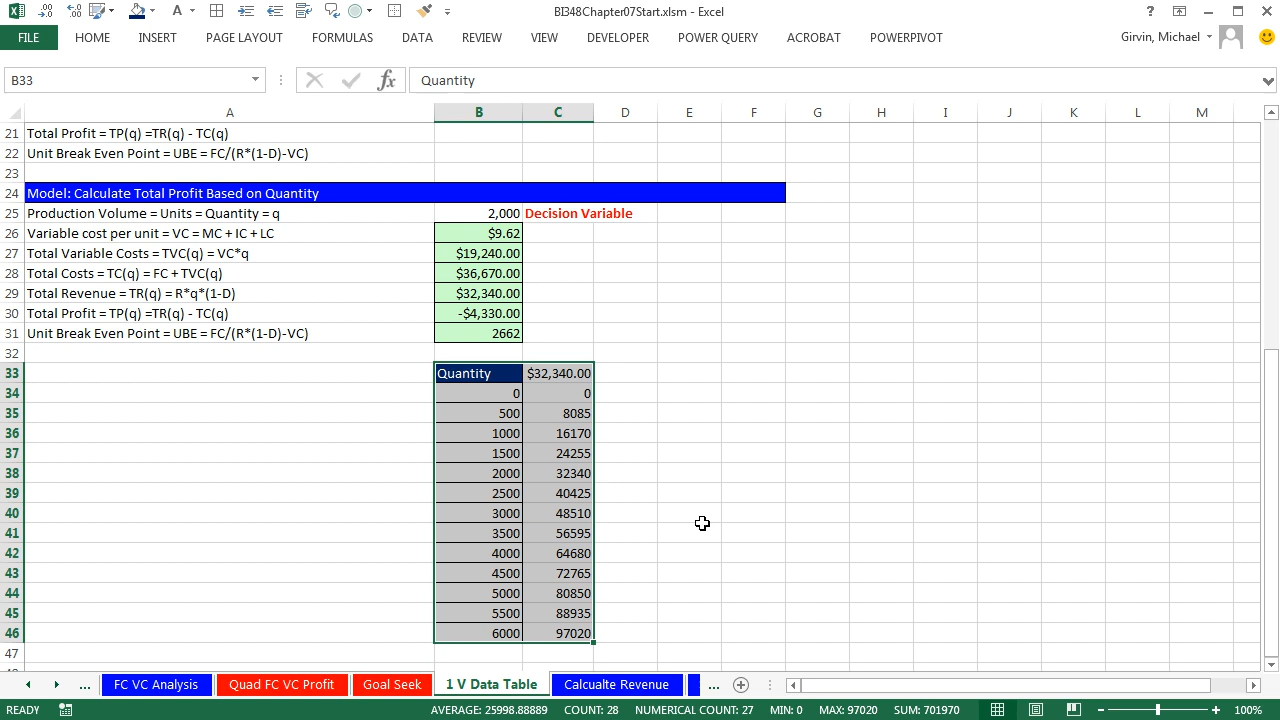 BI348Chapter07Start.xlsm - Excel
FILE HOME INSERT PAGE LAYOUT FORMULAS DATA REVIEW VIEW DEVELOPER POWER QUERY ACROBAT POWERPIVOT Girvin, Michael
B33 fx Quantity
A B C D E F G H I J K L M
21 Total Profit = TP(q) =TR(q) - TC(q)
22 Unit Break Even Point = UBE = FC/(R*(1-D)-VC)
23
24 Model: Calculate Total Profit Based on Quantity
25 Production Volume = Units = Quantity = q 2,000 Decision Variable
26 Variable cost per unit = VC = MC + IC + LC $9.62
27 Total Variable Costs = TVC(q) = VC*q $19,240.00
28 Total Costs = TC(q) = FC + TVC(q) $36,670.00
29 Total Revenue = TR(q) = R*q*(1-D) $32,340.00
30 Total Profit = TP(q) =TR(q) - TC(q) -$4,330.00
31 Unit Break Even Point = UBE = FC/(R*(1-D)-VC) 2662
32
33 Quantity $32,340.00
34 0 0
35 500 8085
36 1000 16170
37 1500 24255
38 2000 32340
39 2500 40425
40 3000 48510
41 3500 56595
42 4000 64680
43 4500 72765
44 5000 80850
45 5500 88935
46 6000 97020
47
... FC VC Analysis Quad FC VC Profit Goal Seek 1 V Data Table Calcualte Revenue ...
READY AVERAGE: 25998.88889 COUNT: 28 NUMERICAL COUNT: 27 MIN: 0 MAX: 97020 SUM: 701970 100%